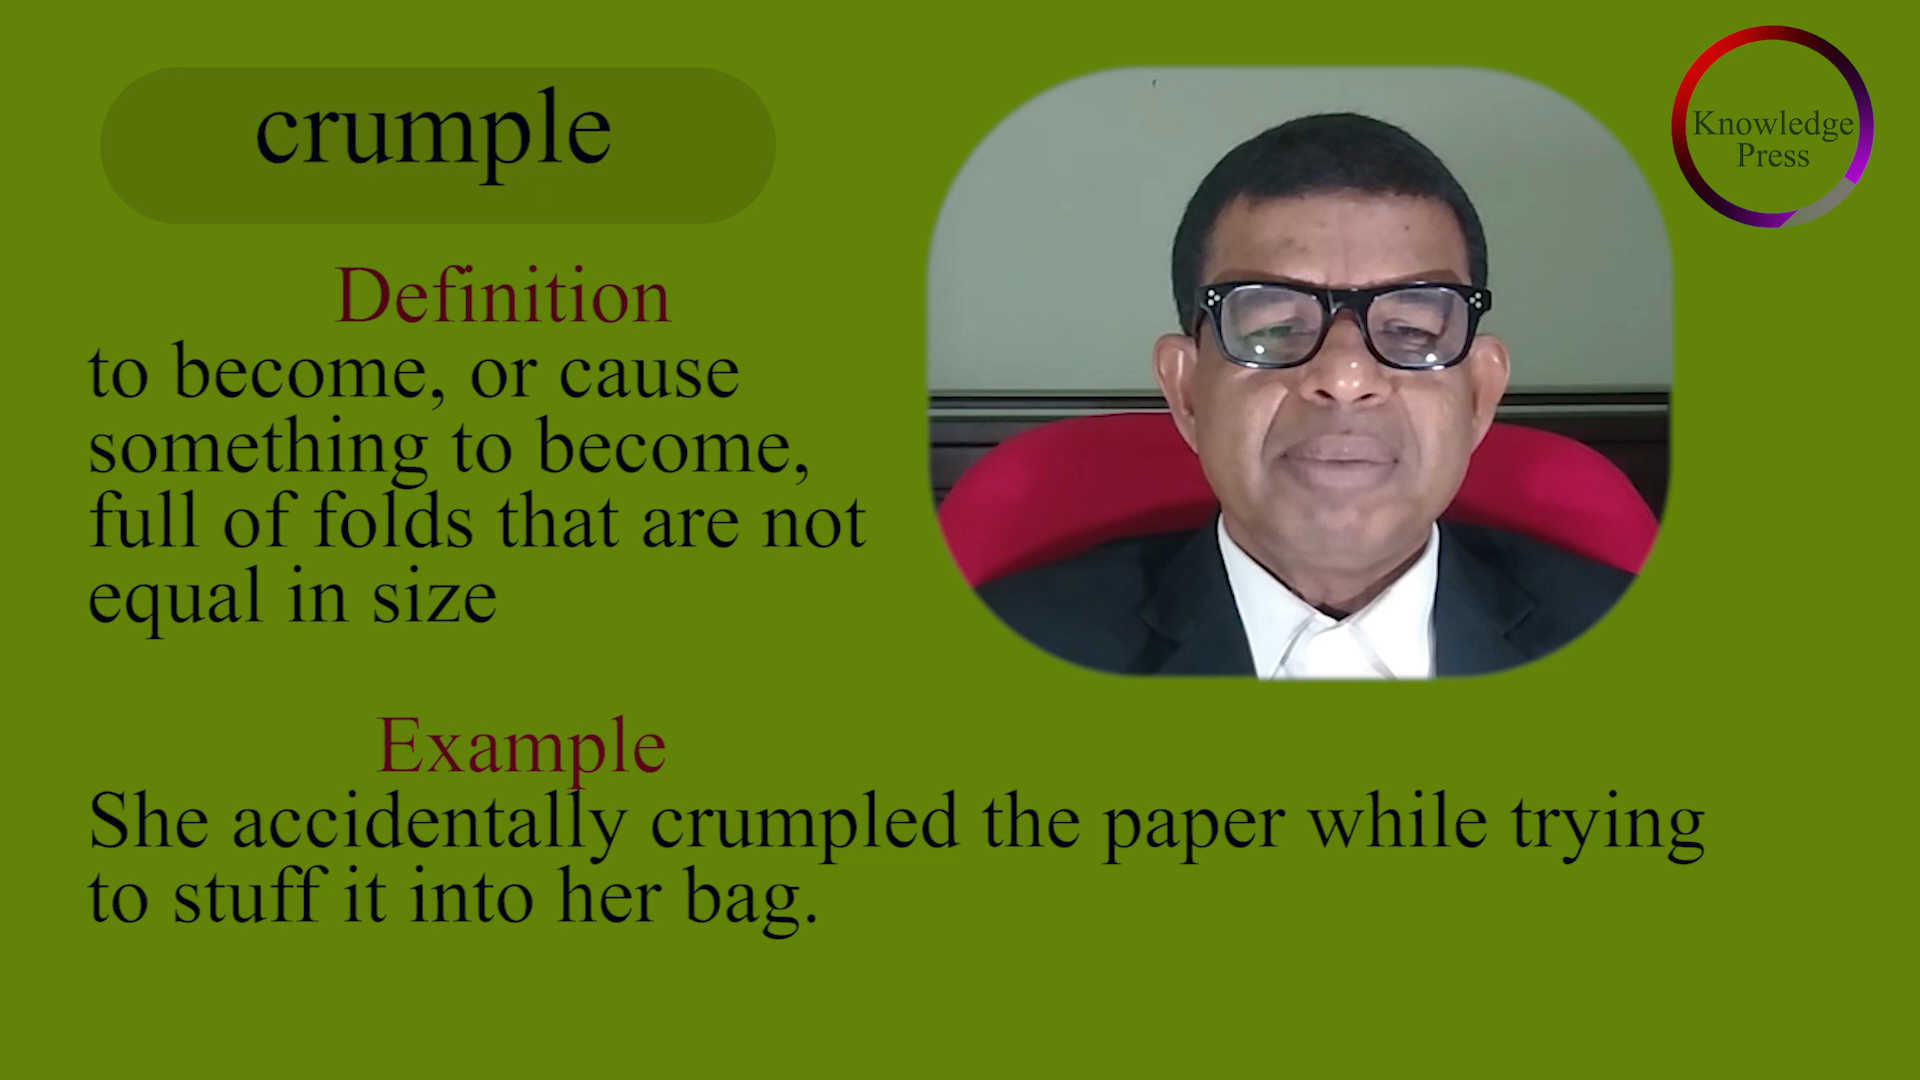 crumple
Knowledge
Press
Definition
to become, or cause
something to become,
full of folds that are not
equal in size
Example
She accidentally crumpled the paper while trying
to stuff it into her bag.